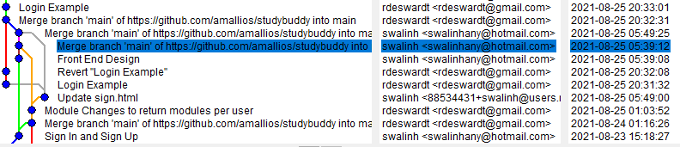 Login Example rdeswardt <rdeswardt@gmail.com> 2021-08-25 20:33:01
Merge branch 'main' of https://github.com/amallios/studybuddy into main rdeswardt <rdeswardt@gmail.com> 2021-08-25 20:32:31
Merge branch 'main' of https://github.com/amallios/studybuddy into ma swalinh <swalinhany@hotmail.com> 2021-08-25 05:49:25
Merge branch 'main' of https://github.com/amallios/studybuddy into swalinh <swalinhany@hotmail.com> 2021-08-25 05:39:12
Front End Design swalinh <swalinhany@hotmail.com> 2021-08-25 05:39:08
Revert "Login Example" rdeswardt <rdeswardt@gmail.com> 2021-08-25 20:32:08
Login Example rdeswardt <rdeswardt@gmail.com> 2021-08-25 20:31:32
Update sign.html swalinh <88534431+swalinh@users.r 2021-08-25 05:49:00
Module Changes to return modules per user rdeswardt <rdeswardt@gmail.com> 2021-08-25 01:03:52
Merge branch 'main' of https://github.com/amallios/studybuddy into ma swalinh <swalinhany@hotmail.com> 2021-08-24 01:16:26
Sign In and Sign Up swalinh <swalinhany@hotmail.com> 2021-08-23 15:18:27